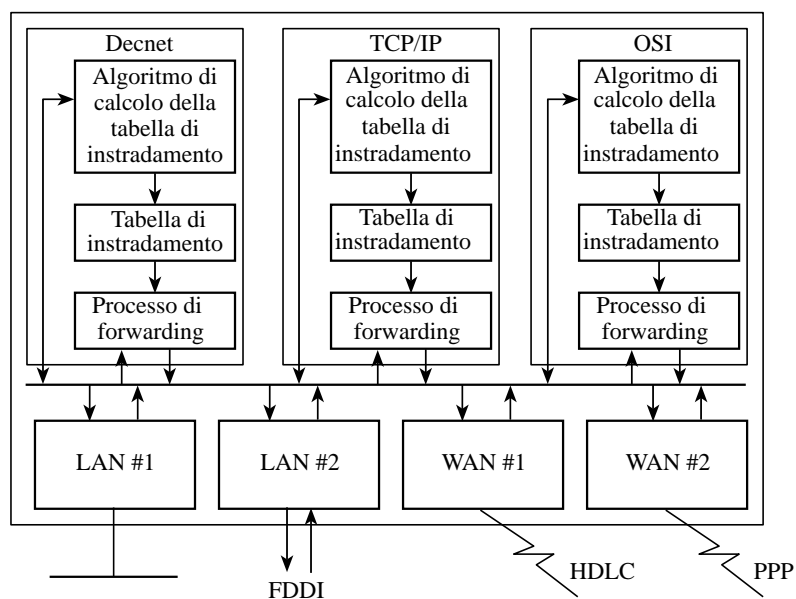 Decnet
Algoritmo di
calcolo della
tabella di
instradamento
Tabella di
instradamento
Processo di
forwarding
TCP/IP
Algoritmo di
calcolo della
tabella di
instradamento
Tabella di
instradamento
Processo di
forwarding
OSI
Algoritmo di
calcolo della
tabella di
instradamento
Tabella di
instradamento
Processo di
forwarding
LAN #1
LAN #2
WAN #1
WAN #2
FDDI
HDLC
PPP